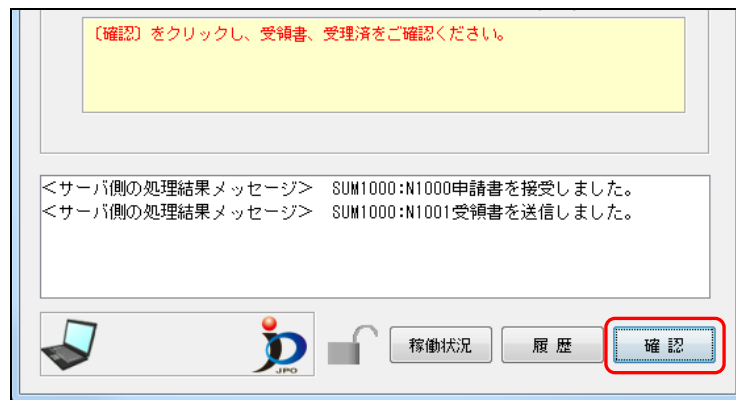 〔確認〕をクリックし、受領書、受理済をご確認ください。
＜サーバ側の処理結果メッセージ＞　SUM1000:N1000申請書を接受しました。
＜サーバ側の処理結果メッセージ＞　SUM1000:N1001受領書を送信しました。
JPO
稼働状況
履 歴
確 認